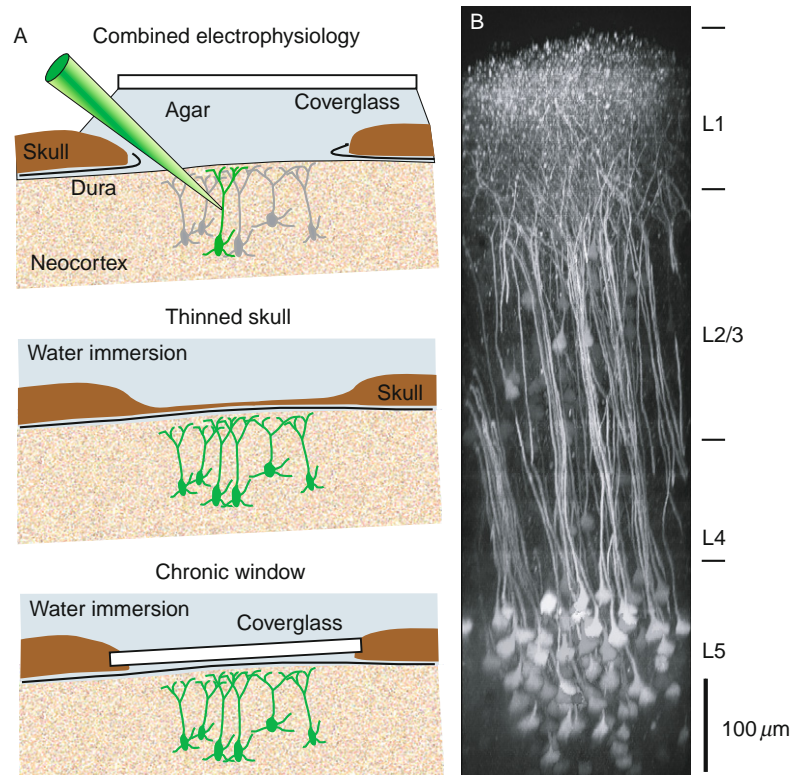 A
Combined electrophysiology
Agar
Coverglass
Skull
Dura
Neocortex
Thinned skull
Water immersion
Skull
Chronic window
Water immersion
Coverglass
B
L1
L2/3
L4
L5
100 μm